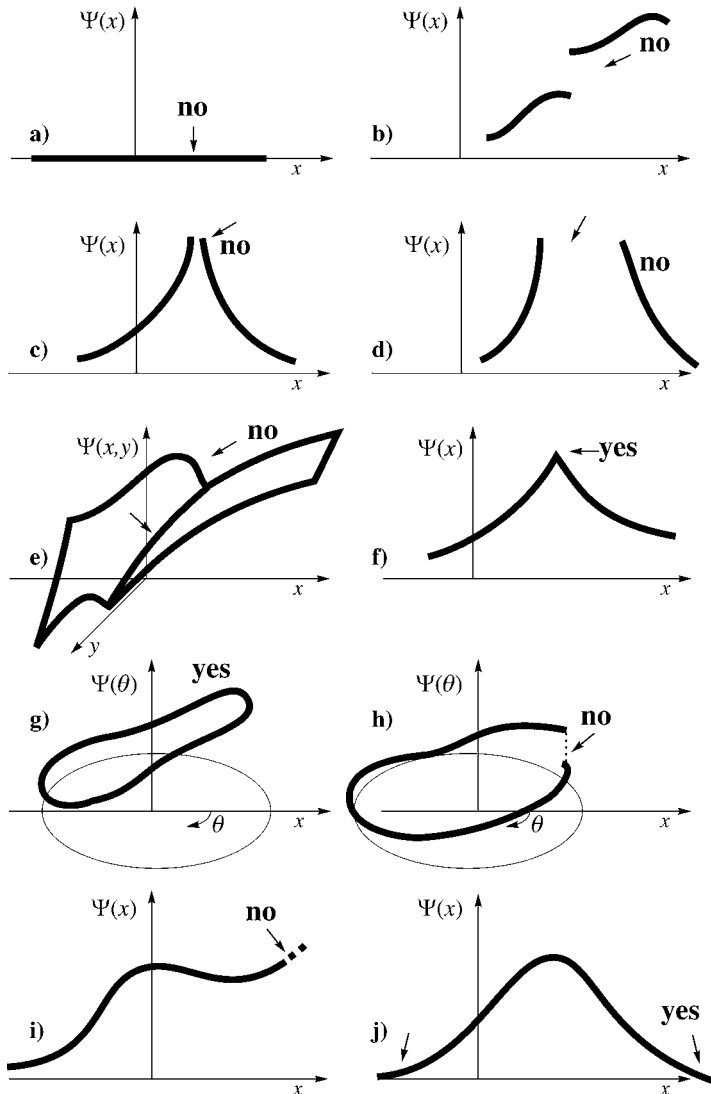 Ψ(x)
no
a)
x
Ψ(x)
no
b)
x
Ψ(x)
no
c)
x
Ψ(x)
no
d)
x
Ψ(x,y)
no
e)
x
y
Ψ(x)
yes
f)
x
Ψ(θ)
yes
g)
θ
x
Ψ(θ)
h)
no
θ
x
Ψ(x)
no
i)
x
Ψ(x)
yes
j)
x